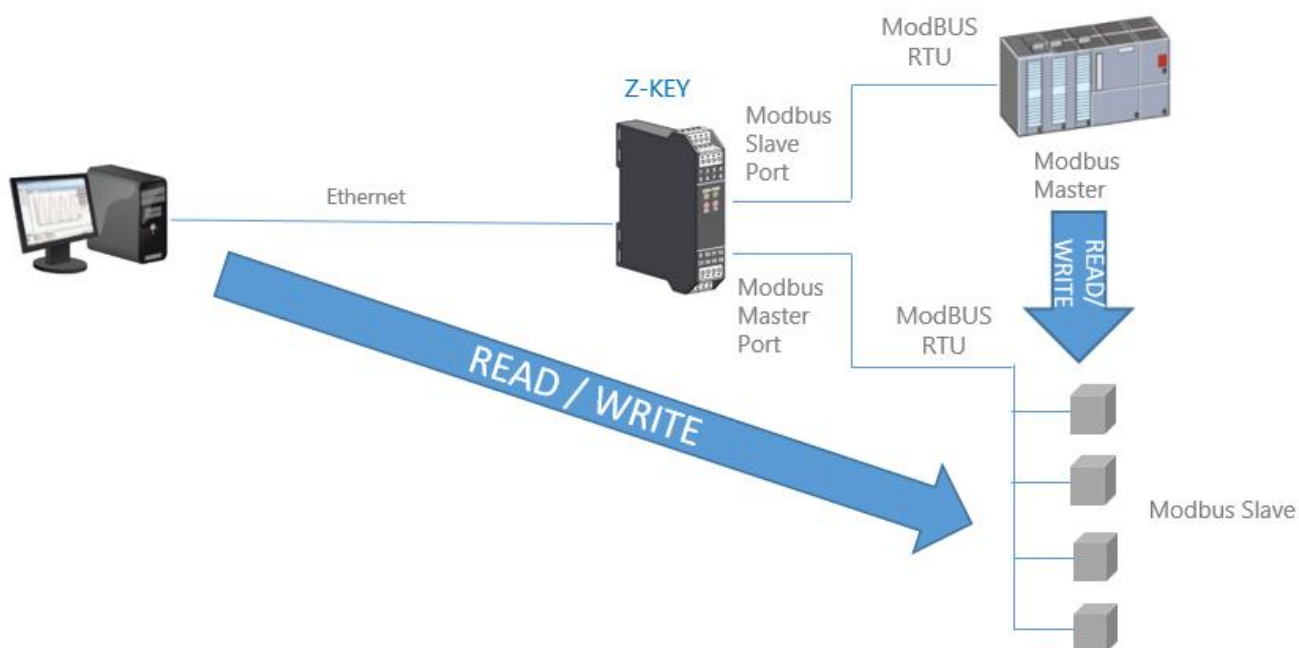 ModBUS
RTU
Z-KEY
Modbus
Slave
Port
Modbus
Master
Ethernet
READ/
WRITE
Modbus
Master
Port
ModBUS
RTU
READ / WRITE
Modbus Slave